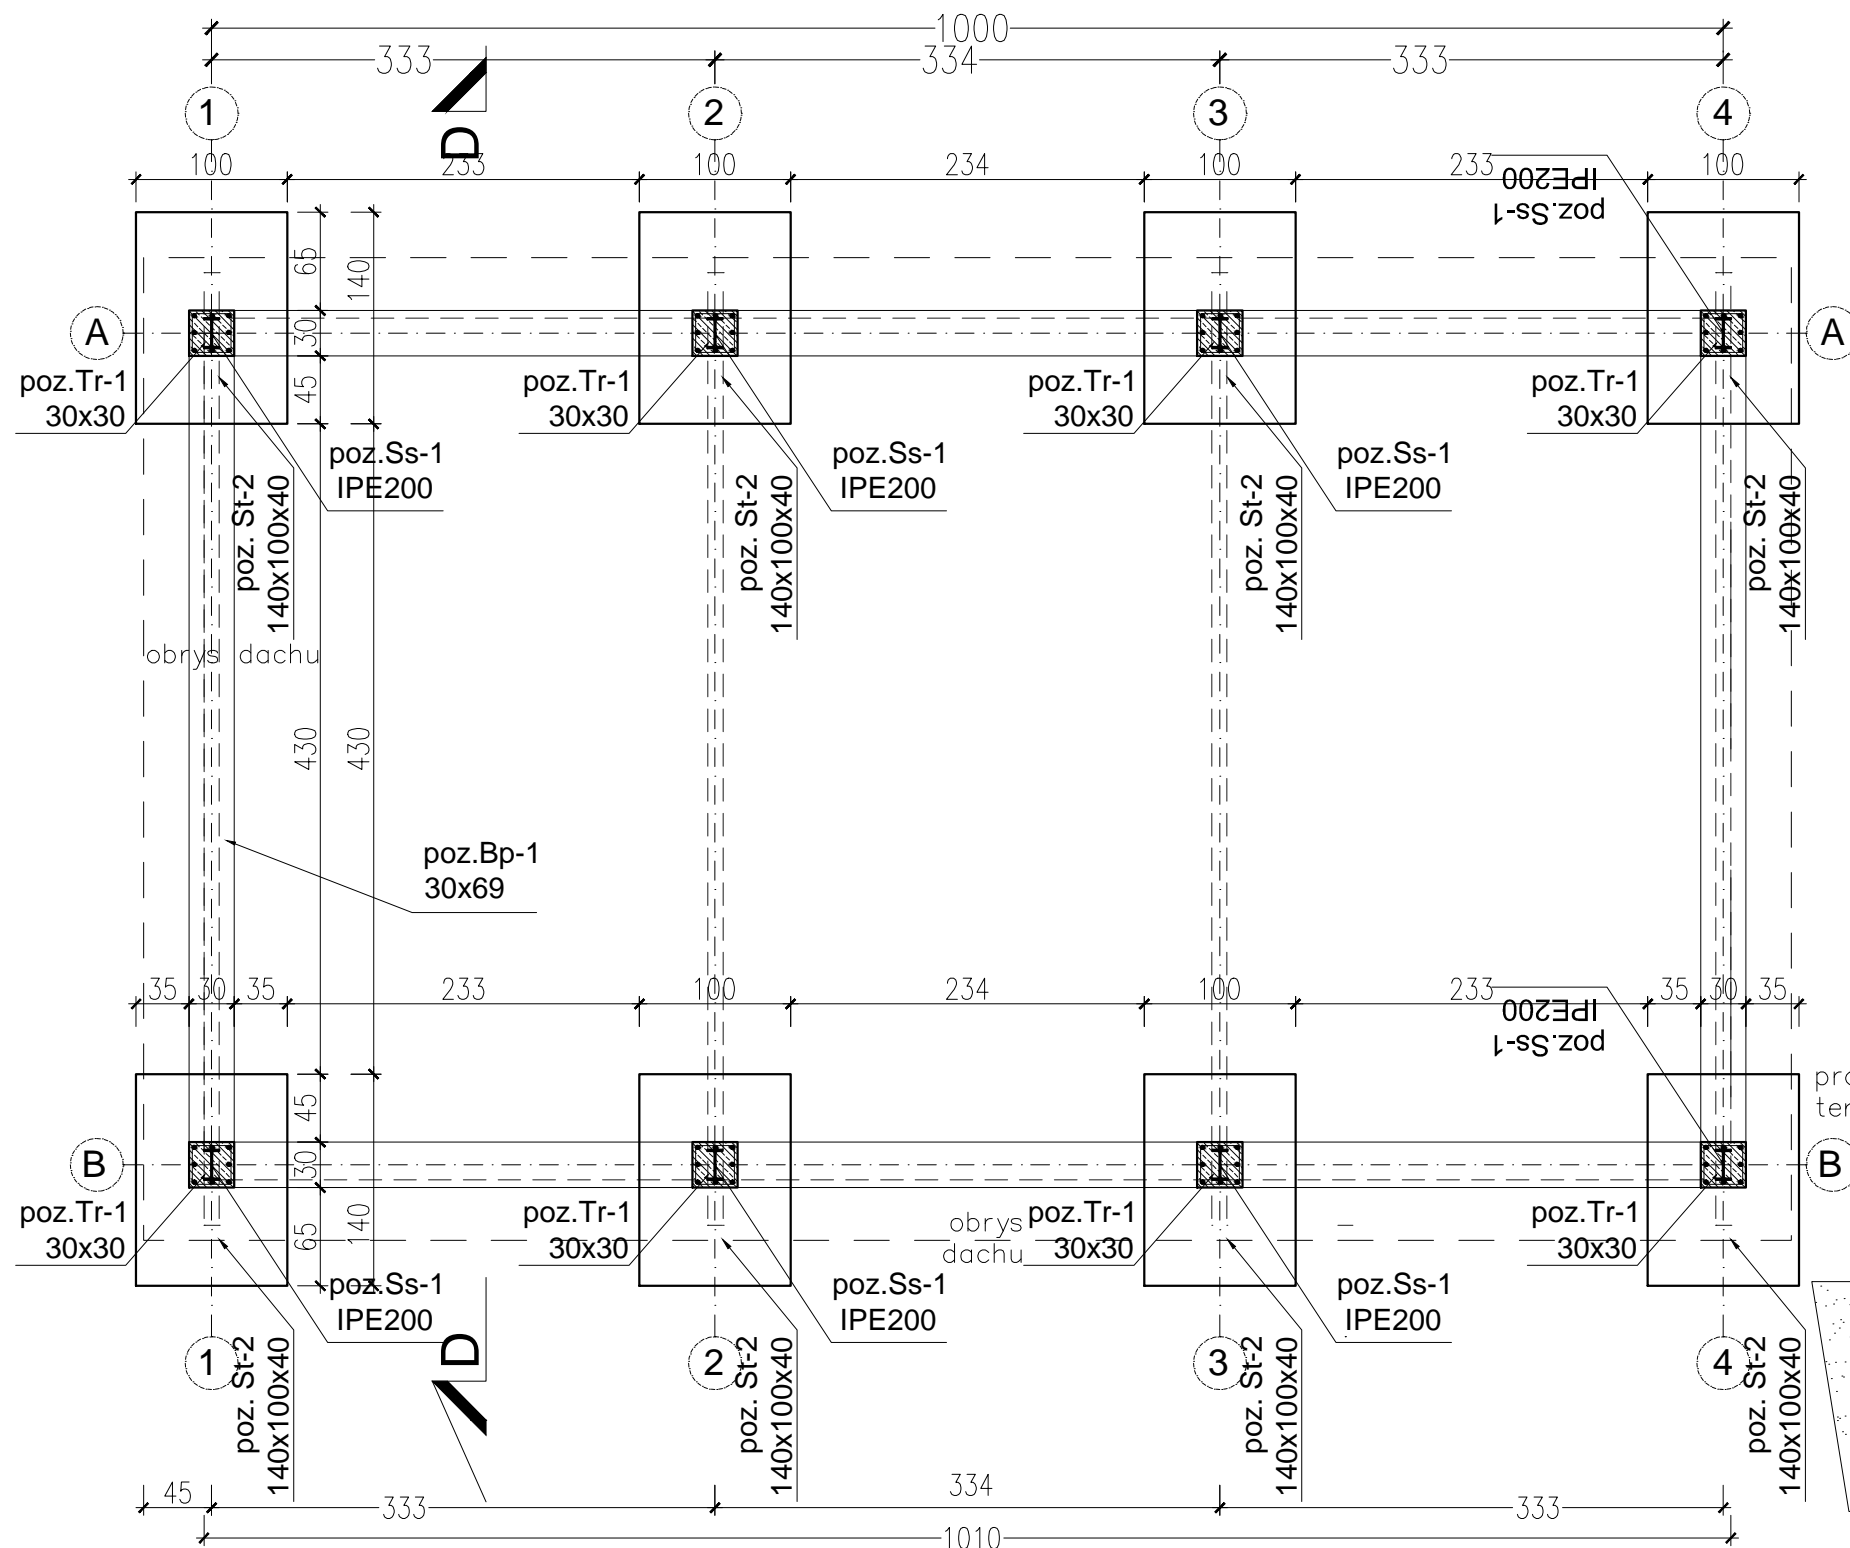 1000
333
334
333
1
2
3
4
D
100
233
100
234
100
233
100
IPE200
poz.Ss-1
65
140
30
45
A
A
poz.Tr-1
30x30
poz.Tr-1
30x30
poz.Tr-1
30x30
poz.Tr-1
30x30
poz.Ss-1
IPE200
poz.Ss-1
IPE200
poz.Ss-1
IPE200
poz. St-2
140x100x40
poz. St-2
140x100x40
poz. St-2
140x100x40
poz. St-2
140x100x40
obrys dachu
430
430
poz.Bp-1
30x69
35
30
35
233
100
234
100
233
35
30
35
IPE200
poz.Ss-1
45
30
65
140
B
B
poz.Tr-1
30x30
poz.Tr-1
30x30
obrys
dachu
poz.Tr-1
30x30
poz.Tr-1
30x30
poz.Ss-1
IPE200
poz.Ss-1
IPE200
poz.Ss-1
IPE200
1
D
2
3
4
poz. St-2
140x100x40
poz. St-2
140x100x40
poz. St-2
140x100x40
poz. St-2
140x100x40
45
333
334
333
1010